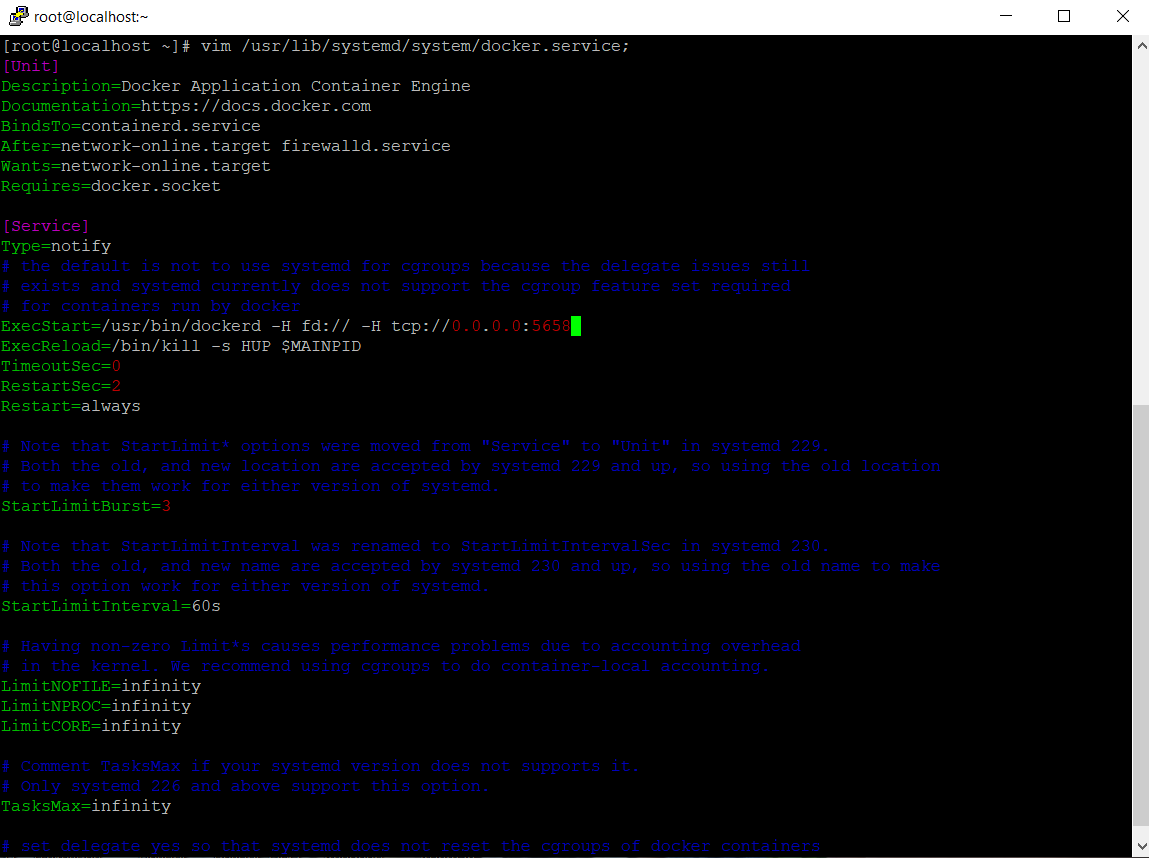 root@localhost:~
[root@localhost ~]# vim /usr/lib/systemd/system/docker.service;
[Unit]
Description=Docker Application Container Engine
Documentation=https://docs.docker.com
BindsTo=containerd.service
After=network-online.target firewalld.service
Wants=network-online.target
Requires=docker.socket
[Service]
Type=notify
# the default is not to use systemd for cgroups because the delegate issues still
# exists and systemd currently does not support the cgroup feature set required
# for containers run by docker
ExecStart=/usr/bin/dockerd -H fd:// -H tcp://0.0.0.0:5658
ExecReload=/bin/kill -s HUP $MAINPID
TimeoutSec=0
RestartSec=2
Restart=always
# Note that StartLimit* options were moved from "Service" to "Unit" in systemd 229.
# Both the old, and new location are accepted by systemd 229 and up, so using the old location
# to make them work for either version of systemd.
StartLimitBurst=3
# Note that StartLimitInterval was renamed to StartLimitIntervalSec in systemd 230.
# Both the old, and new name are accepted by systemd 230 and up, so using the old name to make
# this option work for either version of systemd.
StartLimitInterval=60s
# Having non-zero Limit*s causes performance problems due to accounting overhead
# in the kernel. We recommend using cgroups to do container-local accounting.
LimitNOFILE=infinity
LimitNPROC=infinity
LimitCORE=infinity
# Comment TasksMax if your systemd version does not supports it.
# Only systemd 226 and above support this option.
TasksMax=infinity
# set delegate yes so that systemd does not reset the cgroups of docker containers